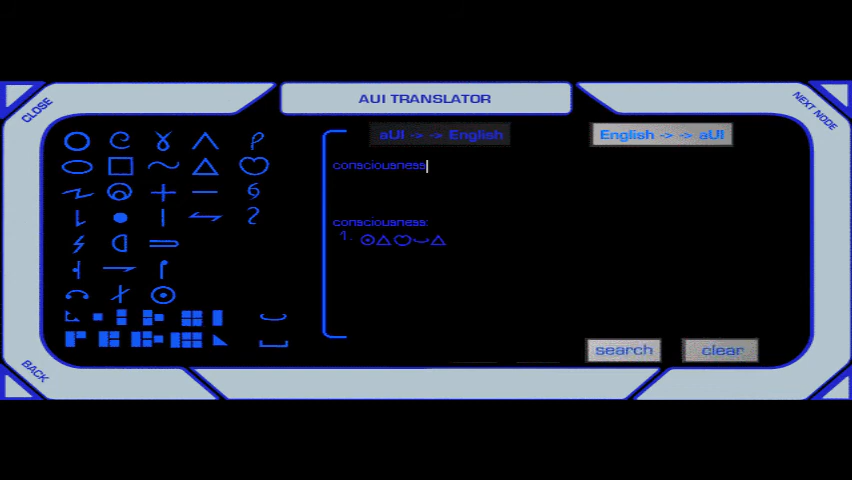 AUI TRANSLATOR
CLOSE
NEXT NODE
aUI -> -> English
English -> -> aUI
consciousness
consciousness:
1.
search
clear
BACK